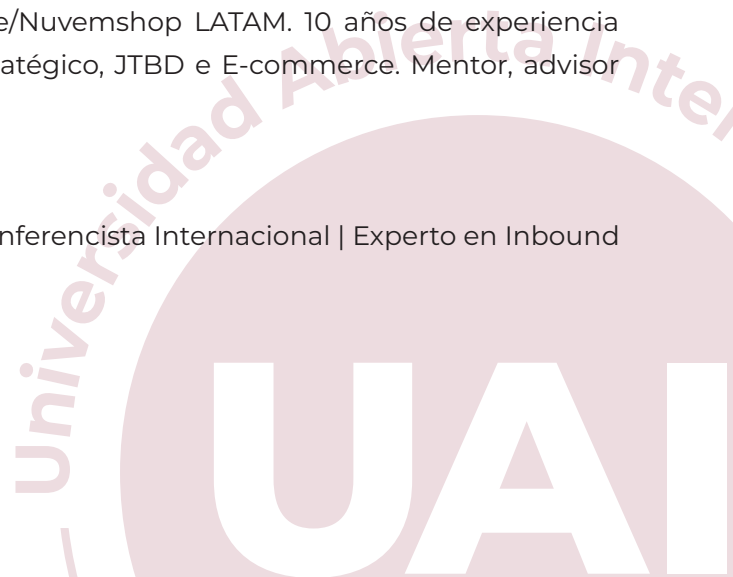 e/Nuvemshop LATAM. 10 años de experiencia
atégico, JTBD e E-commerce. Mentor, advisor
nferencista Internacional | Experto en Inbound
Universidad Abierta Inter
UAI